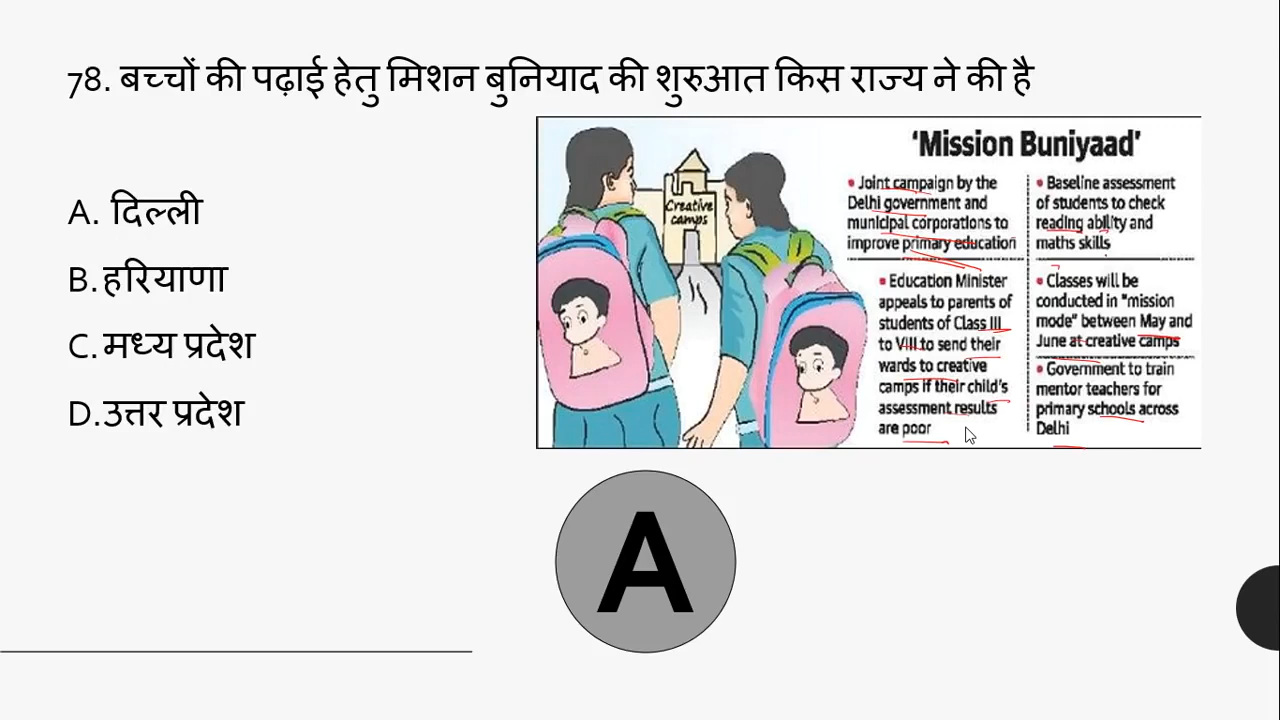 78. बच्चों की पढ़ाई हेतु मिशन बुनियाद की शुरुआत किस राज्य ने की है
A. दिल्ली
B. हरियाणा
C. मध्य प्रदेश
D. उत्तर प्रदेश
Creative
camps
'Mission Buniyaad'
• Joint campaign by the
Delhi government and
municipal corporations to
improve primary education
• Education Minister
appeals to parents of
students of Class III
to VIII to send their
wards to creative
camps if their child's
assessment results
are poor
• Baseline assessment
of students to check
reading ability and
maths skills
• Classes will be
conducted in "mission
mode" between May and
June at creative camps
• Government to train
mentor teachers for
primary schools across
Delhi
A